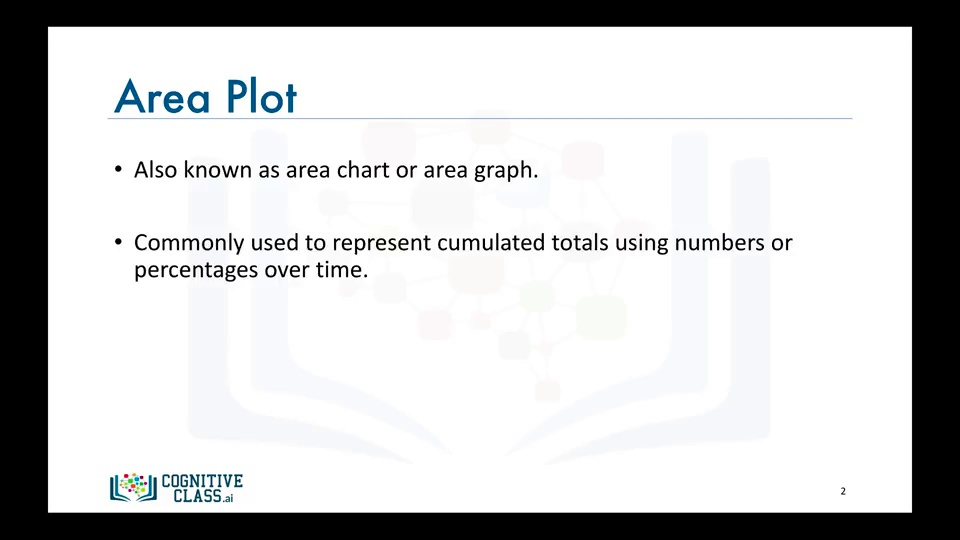 Area Plot
• Also known as area chart or area graph.
• Commonly used to represent cumulated totals using numbers or
percentages over time.
COGNITIVE
CLASS.ai
2